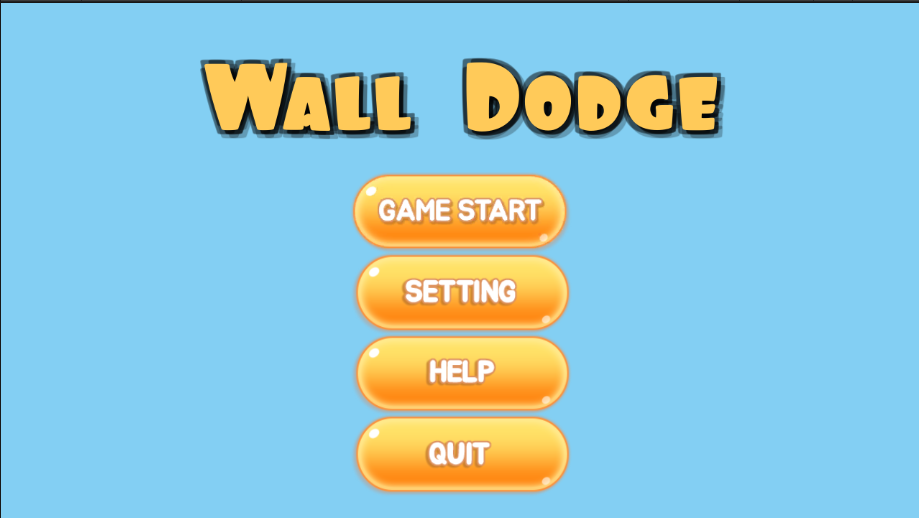 WALL DODGE
GAME START
SETTING
HELP
QUIT